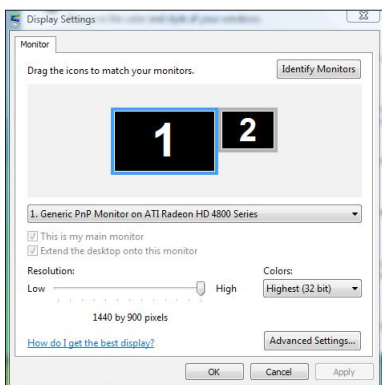 Display Settings
Monitor
Drag the icons to match your monitors.
Identify Monitors
1
2
1. Generic PnP Monitor on ATI Radeon HD 4800 Series
This is my main monitor
Extend the desktop onto this monitor
Resolution:
Colors:
Low
High
Highest (32 bit)
1440 by 900 pixels
How do I get the best display?
Advanced Settings...
OK
Cancel
Apply